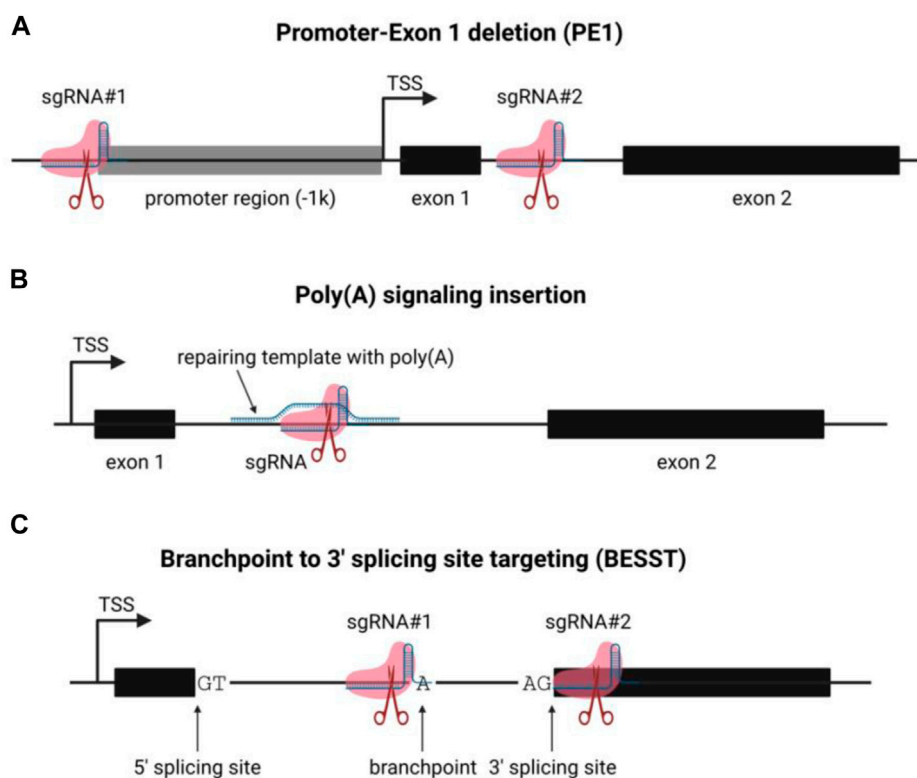 A
Promoter-Exon 1 deletion (PE1)
sgRNA#1
TSS
sgRNA#2
promoter region (-1k)
exon 1
exon 2
B
Poly(A) signaling insertion
TSS
repairing template with poly(A)
exon 1
sgRNA
exon 2
C
Branchpoint to 3' splicing site targeting (BESST)
TSS
sgRNA#1
sgRNA#2
GT
A
AG
5' splicing site
branchpoint
3' splicing site